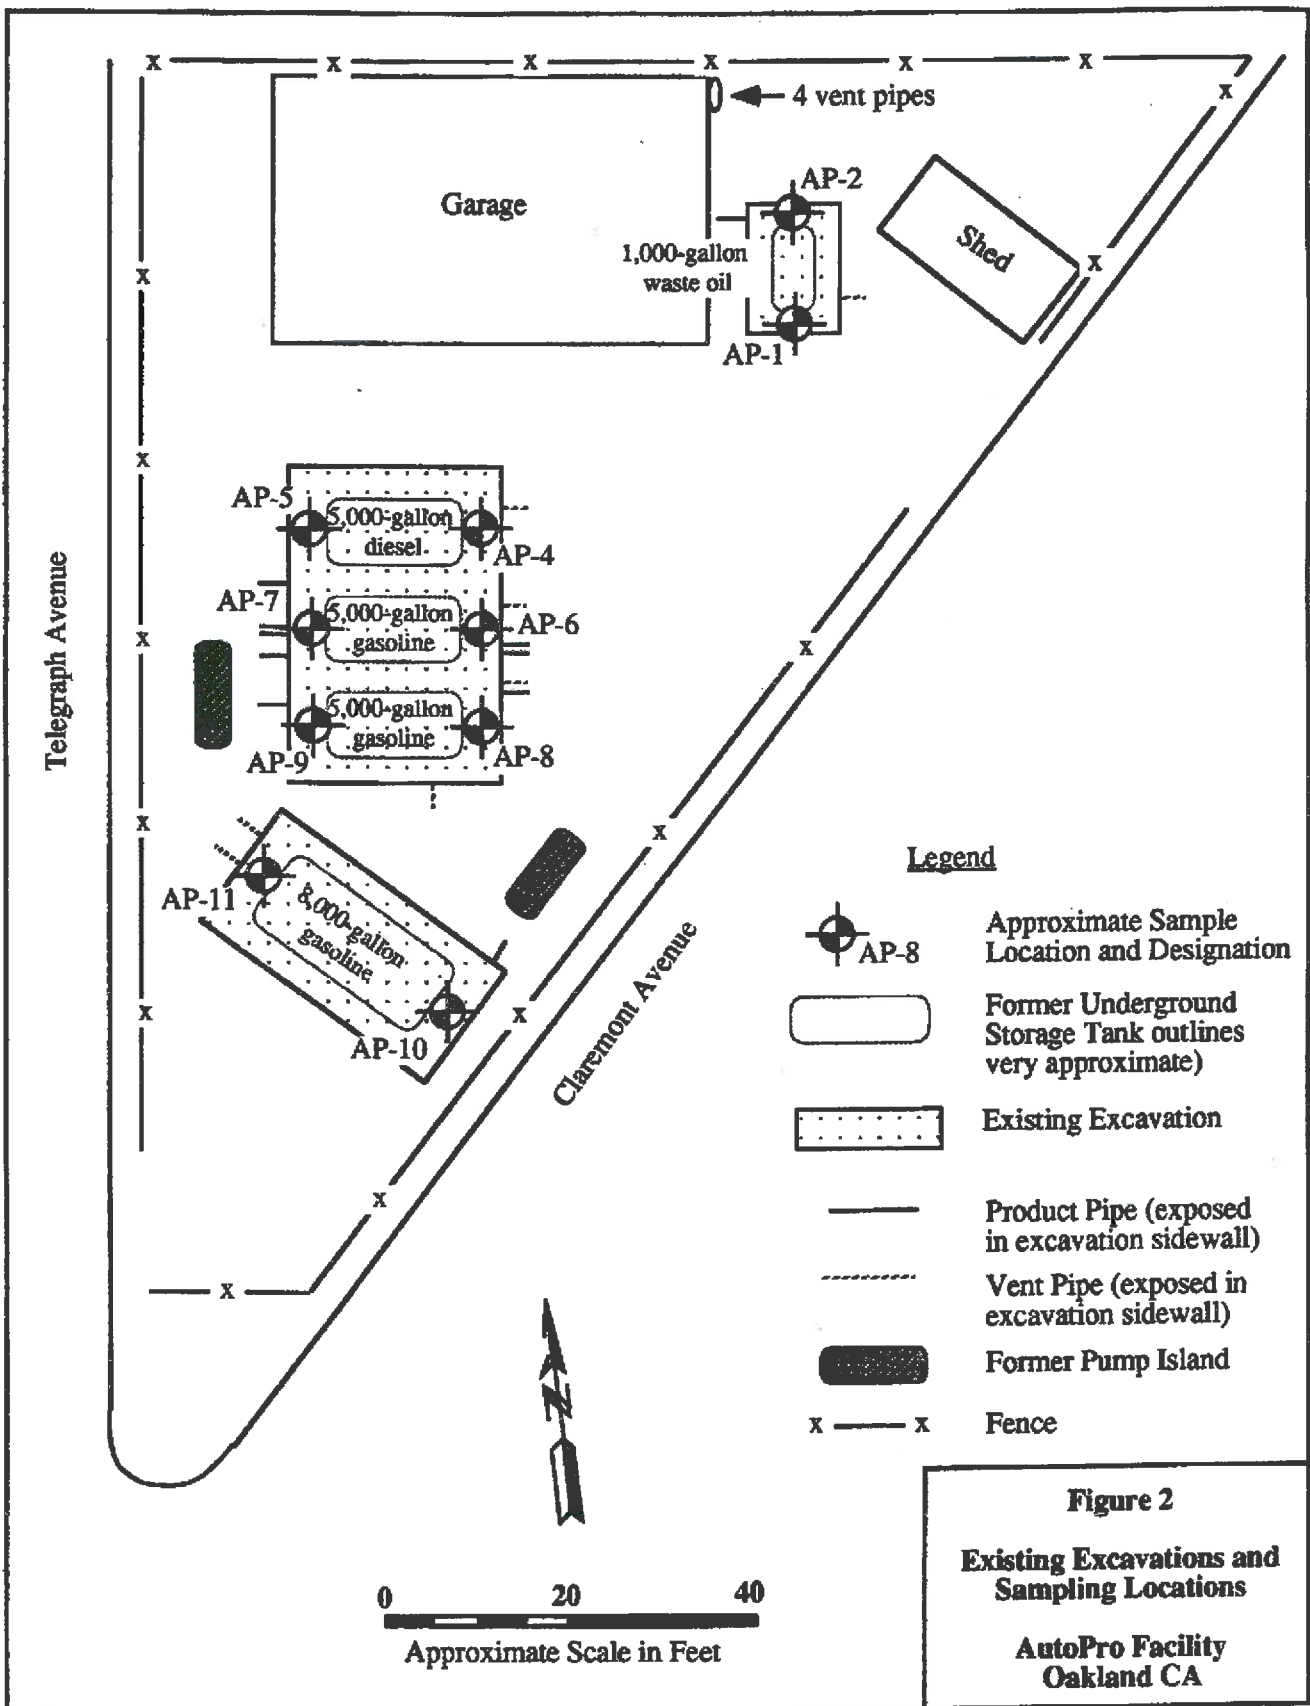 x x x x x x
4 vent pipes
x
Garage
AP-2
1,000-gallon
waste oil
Shed
x
x
AP-1
x
AP-5
5,000-gallon
diesel
AP-4
Telegraph Avenue
AP-7
5,000-gallon
gasoline
AP-6
x
x
5,000-gallon
gasoline
AP-9
AP-8
x
x
AP-11
8,000-gallon
gasoline
AP-10
x
x
Claremont Avenue
x
x
Legend
AP-8
Approximate Sample
Location and Designation
Former Underground
Storage Tank outlines
very approximate)
Existing Excavation
Product Pipe (exposed
in excavation sidewall)
Vent Pipe (exposed in
excavation sidewall)
Former Pump Island
x x Fence
N
0 20 40
Approximate Scale in Feet
Figure 2
Existing Excavations and
Sampling Locations
AutoPro Facility
Oakland CA